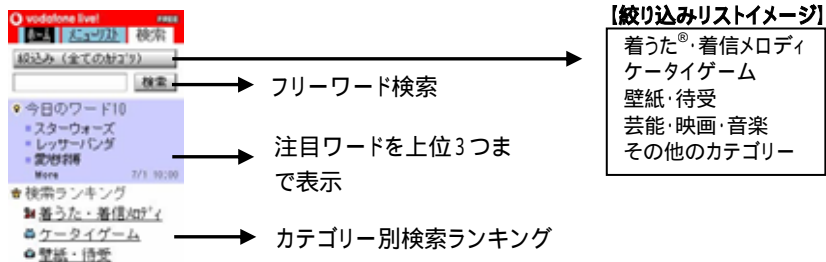 vodafone live! FREE
ホーム メニューリスト 検索
絞込み (全てのｶﾃｺﾞﾘ)
検索
今日のワード10
スターウォーズ
レッサーパンダ
愛地球博
More 7/1 10:00
検索ランキング
着うた・着信ﾒﾛﾃﾞｨ
ケータイゲーム
壁紙・待受
フリーワード検索
注目ワードを上位3つま
で表示
カテゴリー別検索ランキング
【絞り込みリストイメージ】
着うた®・着信メロディ
ケータイゲーム
壁紙・待受
芸能・映画・音楽
その他のカテゴリー